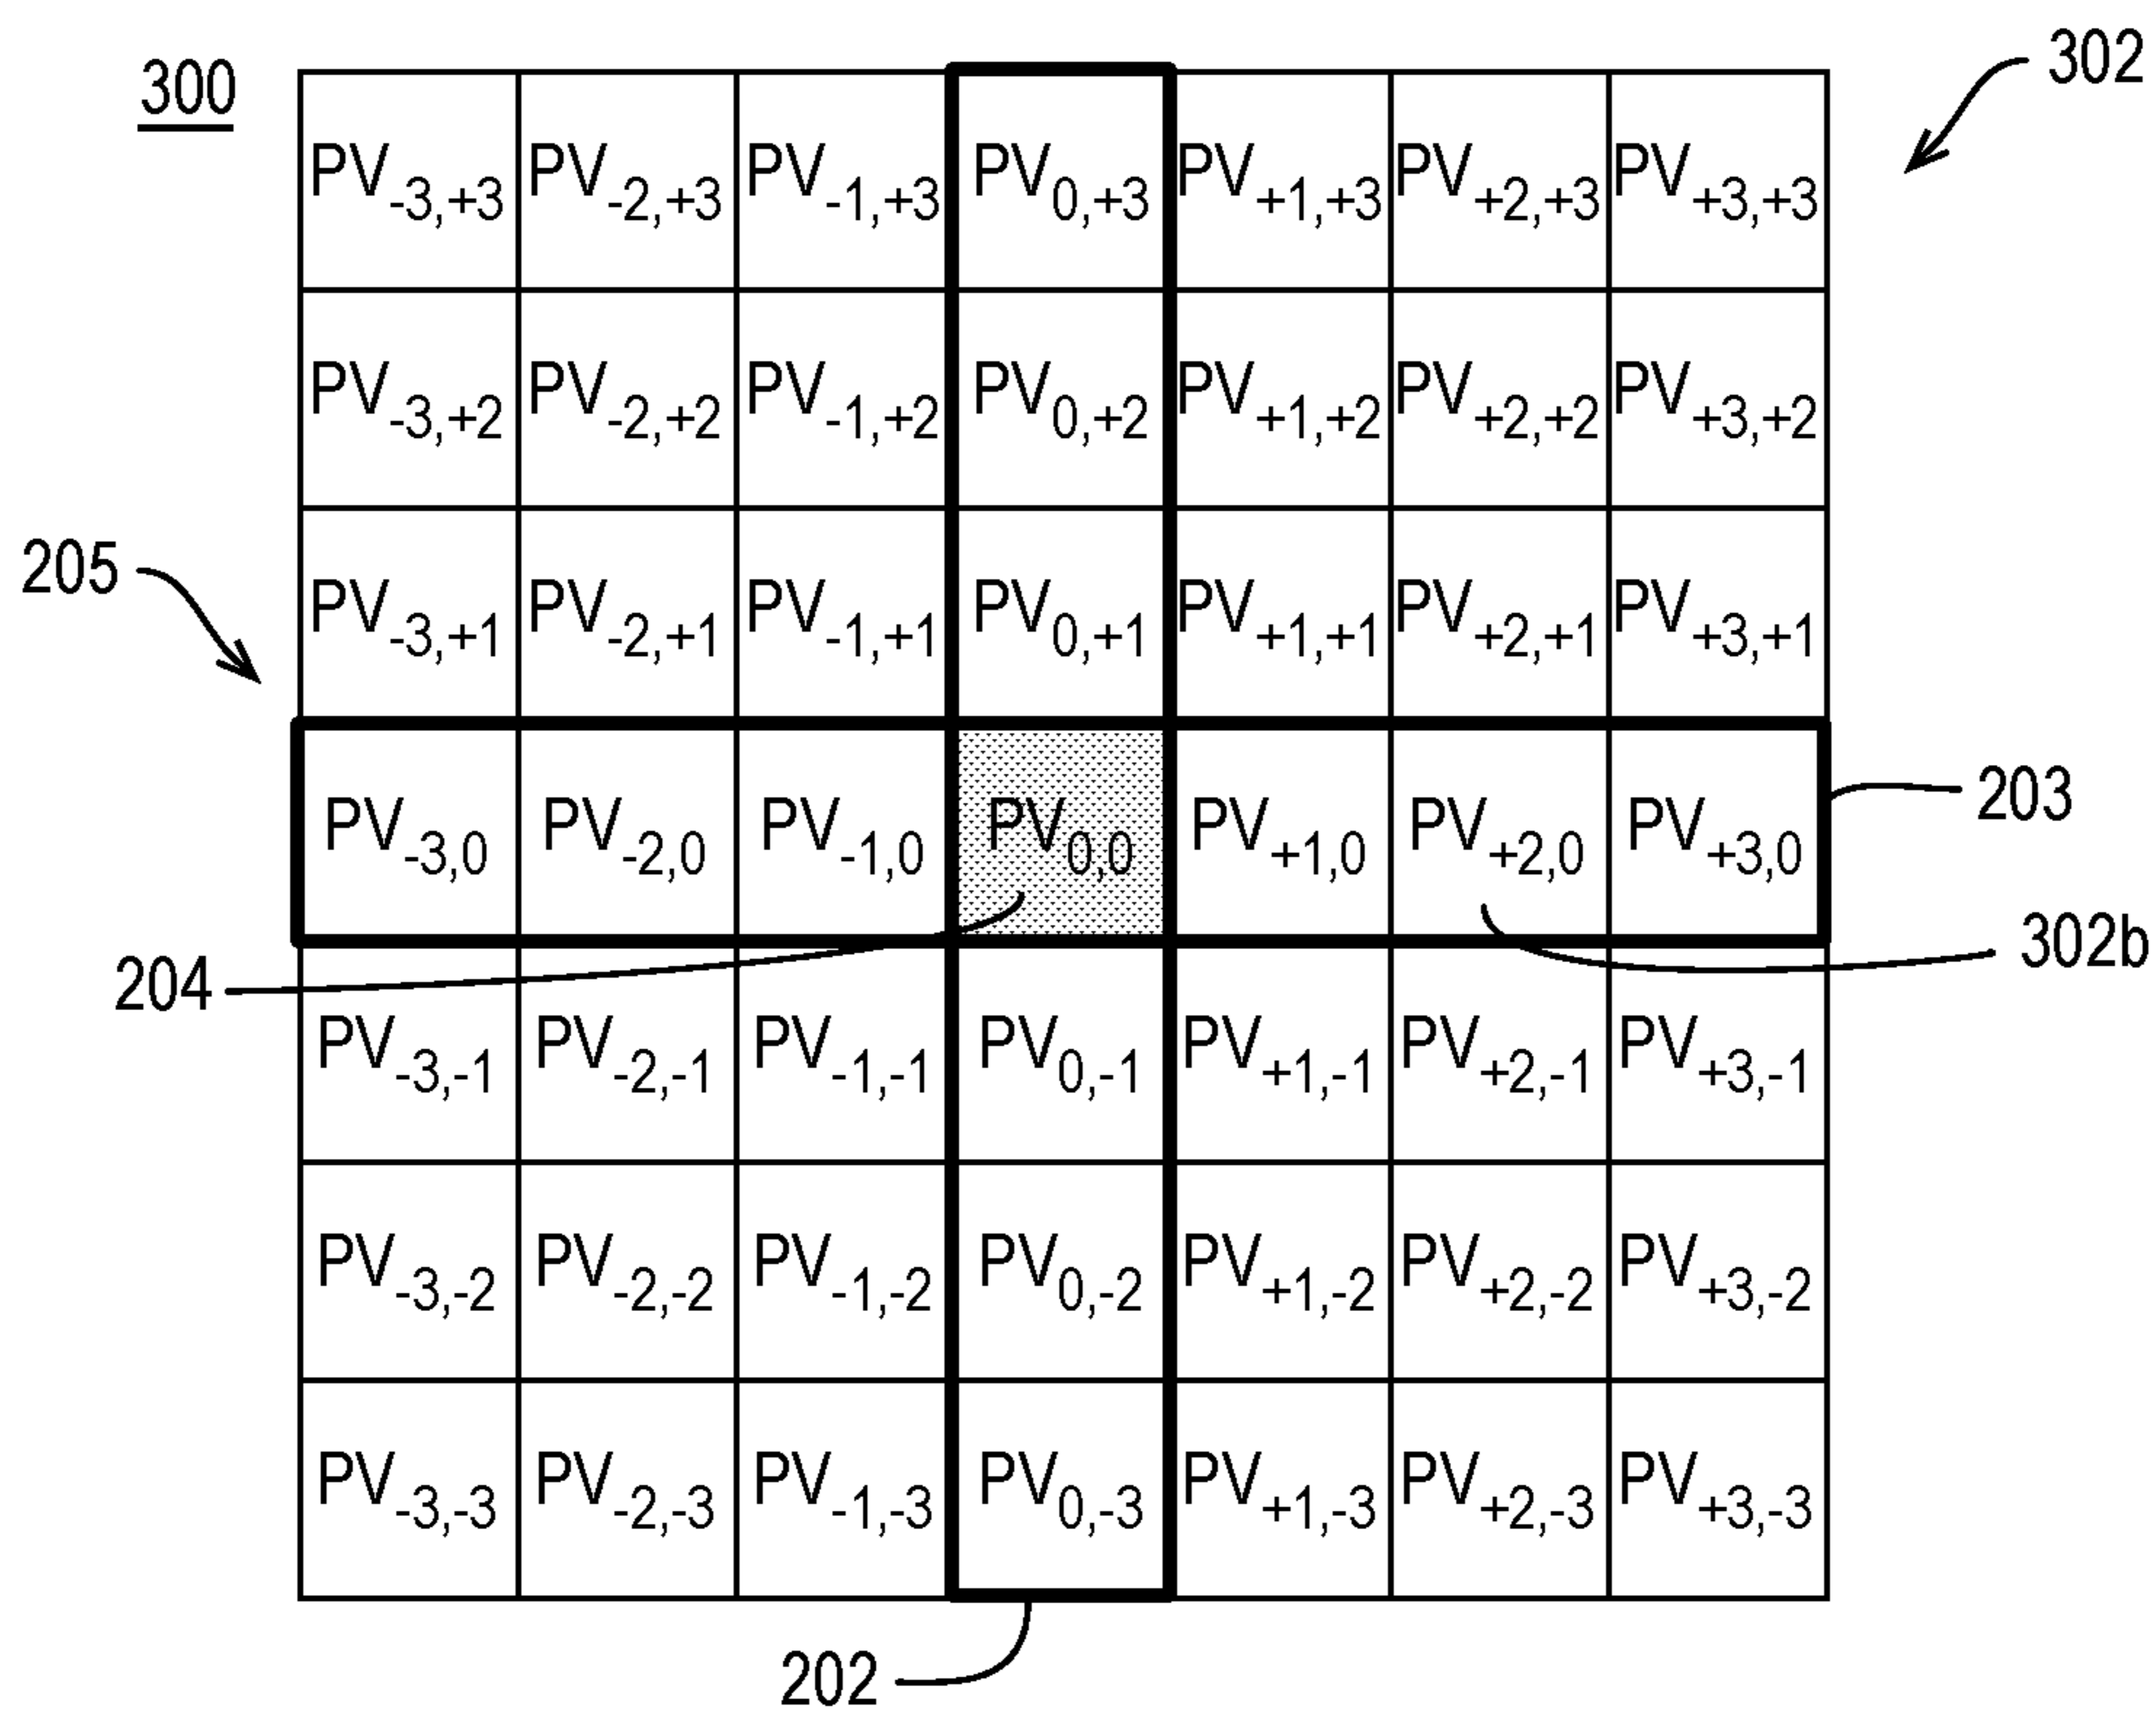 300
302
PV-3,+3 PV-2,+3 PV-1,+3 PV0,+3 PV+1,+3 PV+2,+3 PV+3,+3
PV-3,+2 PV-2,+2 PV-1,+2 PV0,+2 PV+1,+2 PV+2,+2 PV+3,+2
205
PV-3,+1 PV-2,+1 PV-1,+1 PV0,+1 PV+1,+1 PV+2,+1 PV+3,+1
PV-3,0 PV-2,0 PV-1,0 PV0,0 PV+1,0 PV+2,0 PV+3,0
203
302b
204
PV-3,-1 PV-2,-1 PV-1,-1 PV0,-1 PV+1,-1 PV+2,-1 PV+3,-1
PV-3,-2 PV-2,-2 PV-1,-2 PV0,-2 PV+1,-2 PV+2,-2 PV+3,-2
PV-3,-3 PV-2,-3 PV-1,-3 PV0,-3 PV+1,-3 PV+2,-3 PV+3,-3
202